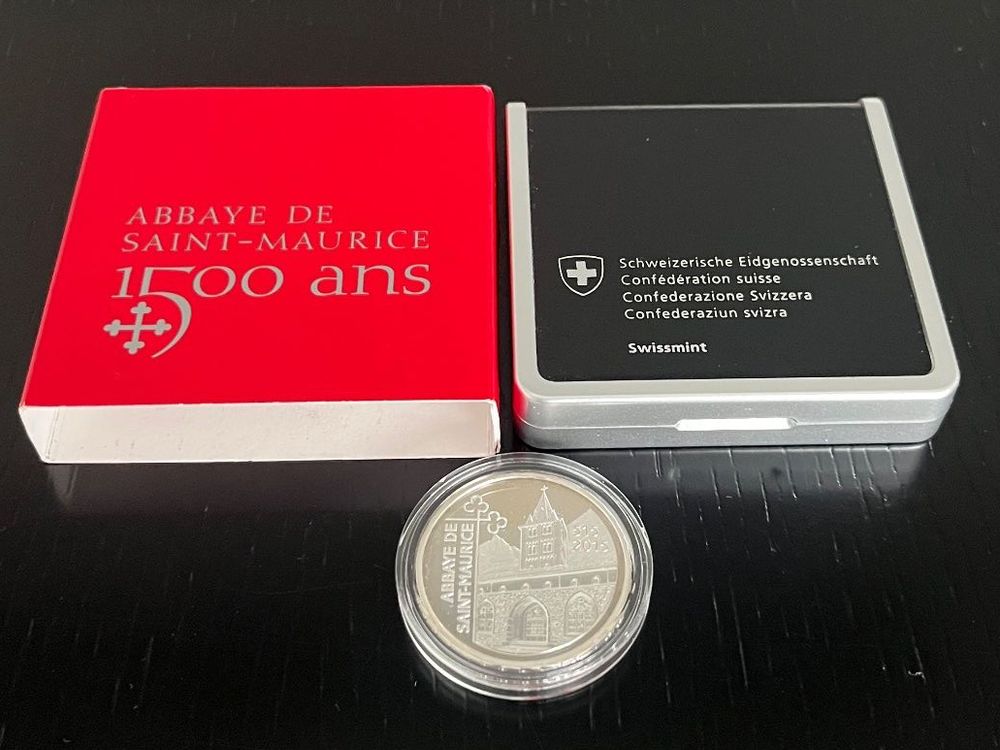 ABBAYE DE
SAINT-MAURICE
1500 ans
Schweizerische Eidgenossenschaft
Confédération suisse
Confederazione Svizzera
Confederaziun svizra
Swissmint
ABBAYE DE
SAINT-MAURICE
515
2015